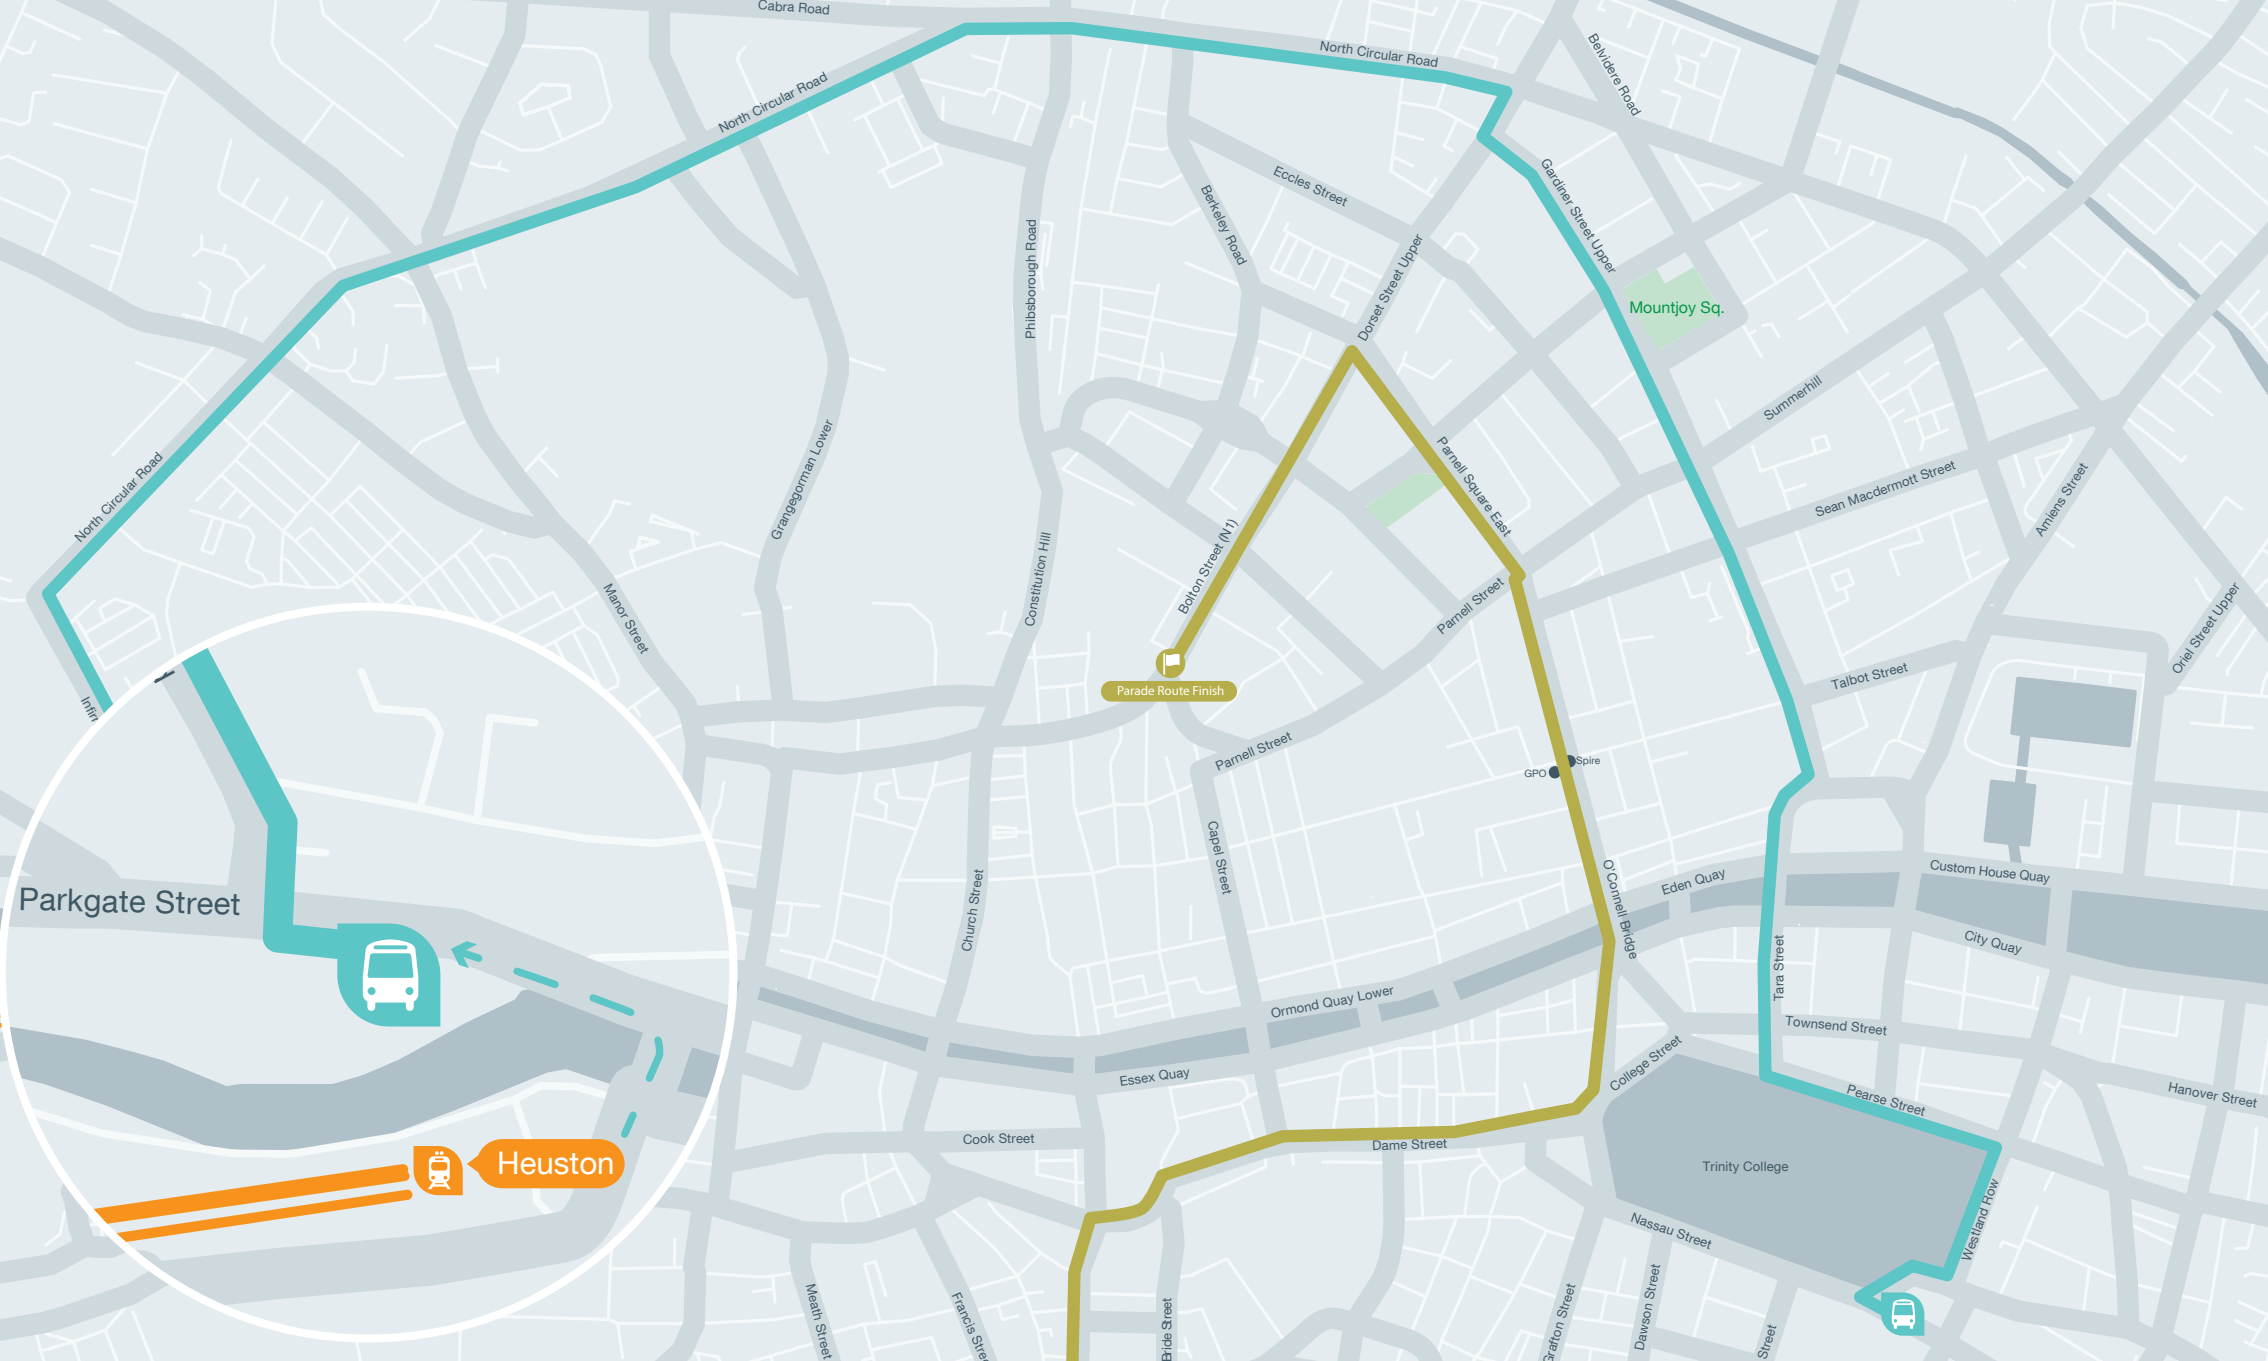 Cabra Road
North Circular Road
Belvidere Road
North Circular Road
Gardiner Street Upper
Eccles Street
Berkeley Road
Phibsborough Road
Dorset Street Upper
Mountjoy Sq.
Summerhill
North Circular Road
Grangegorman Lower
Parnell Square East
Sean Macdermott Street
Amiens Street
Bolton Street (N1)
Constitution Hill
Manor Street
Parnell Street
Oriel Street Upper
Talbot Street
Parade Route Finish
Infir
Parnell Street
GPO
Spire
Capel Street
O'Connell Bridge
Eden Quay
Custom House Quay
Parkgate Street
Church Street
City Quay
Tara Street
Ormond Quay Lower
Townsend Street
College Street
Essex Quay
Pearse Street
Hanover Street
Cook Street
Dame Street
Heuston
Trinity College
Westland Row
Nassau Street
Meath Street
Francis Stree
Bride Street
Grafton Street
Dawson Street
Street